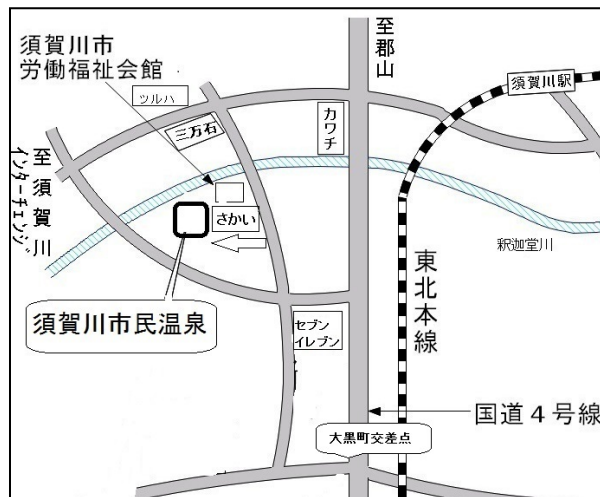 須賀川市
労働福祉会館
ツルハ
三万石
至郡山
カワチ
須賀川駅
至須賀川
インターチェンジ
さかい
釈迦堂川
須賀川市民温泉
セブン
イレブン
東北本線
国道４号線
大黒町交差点